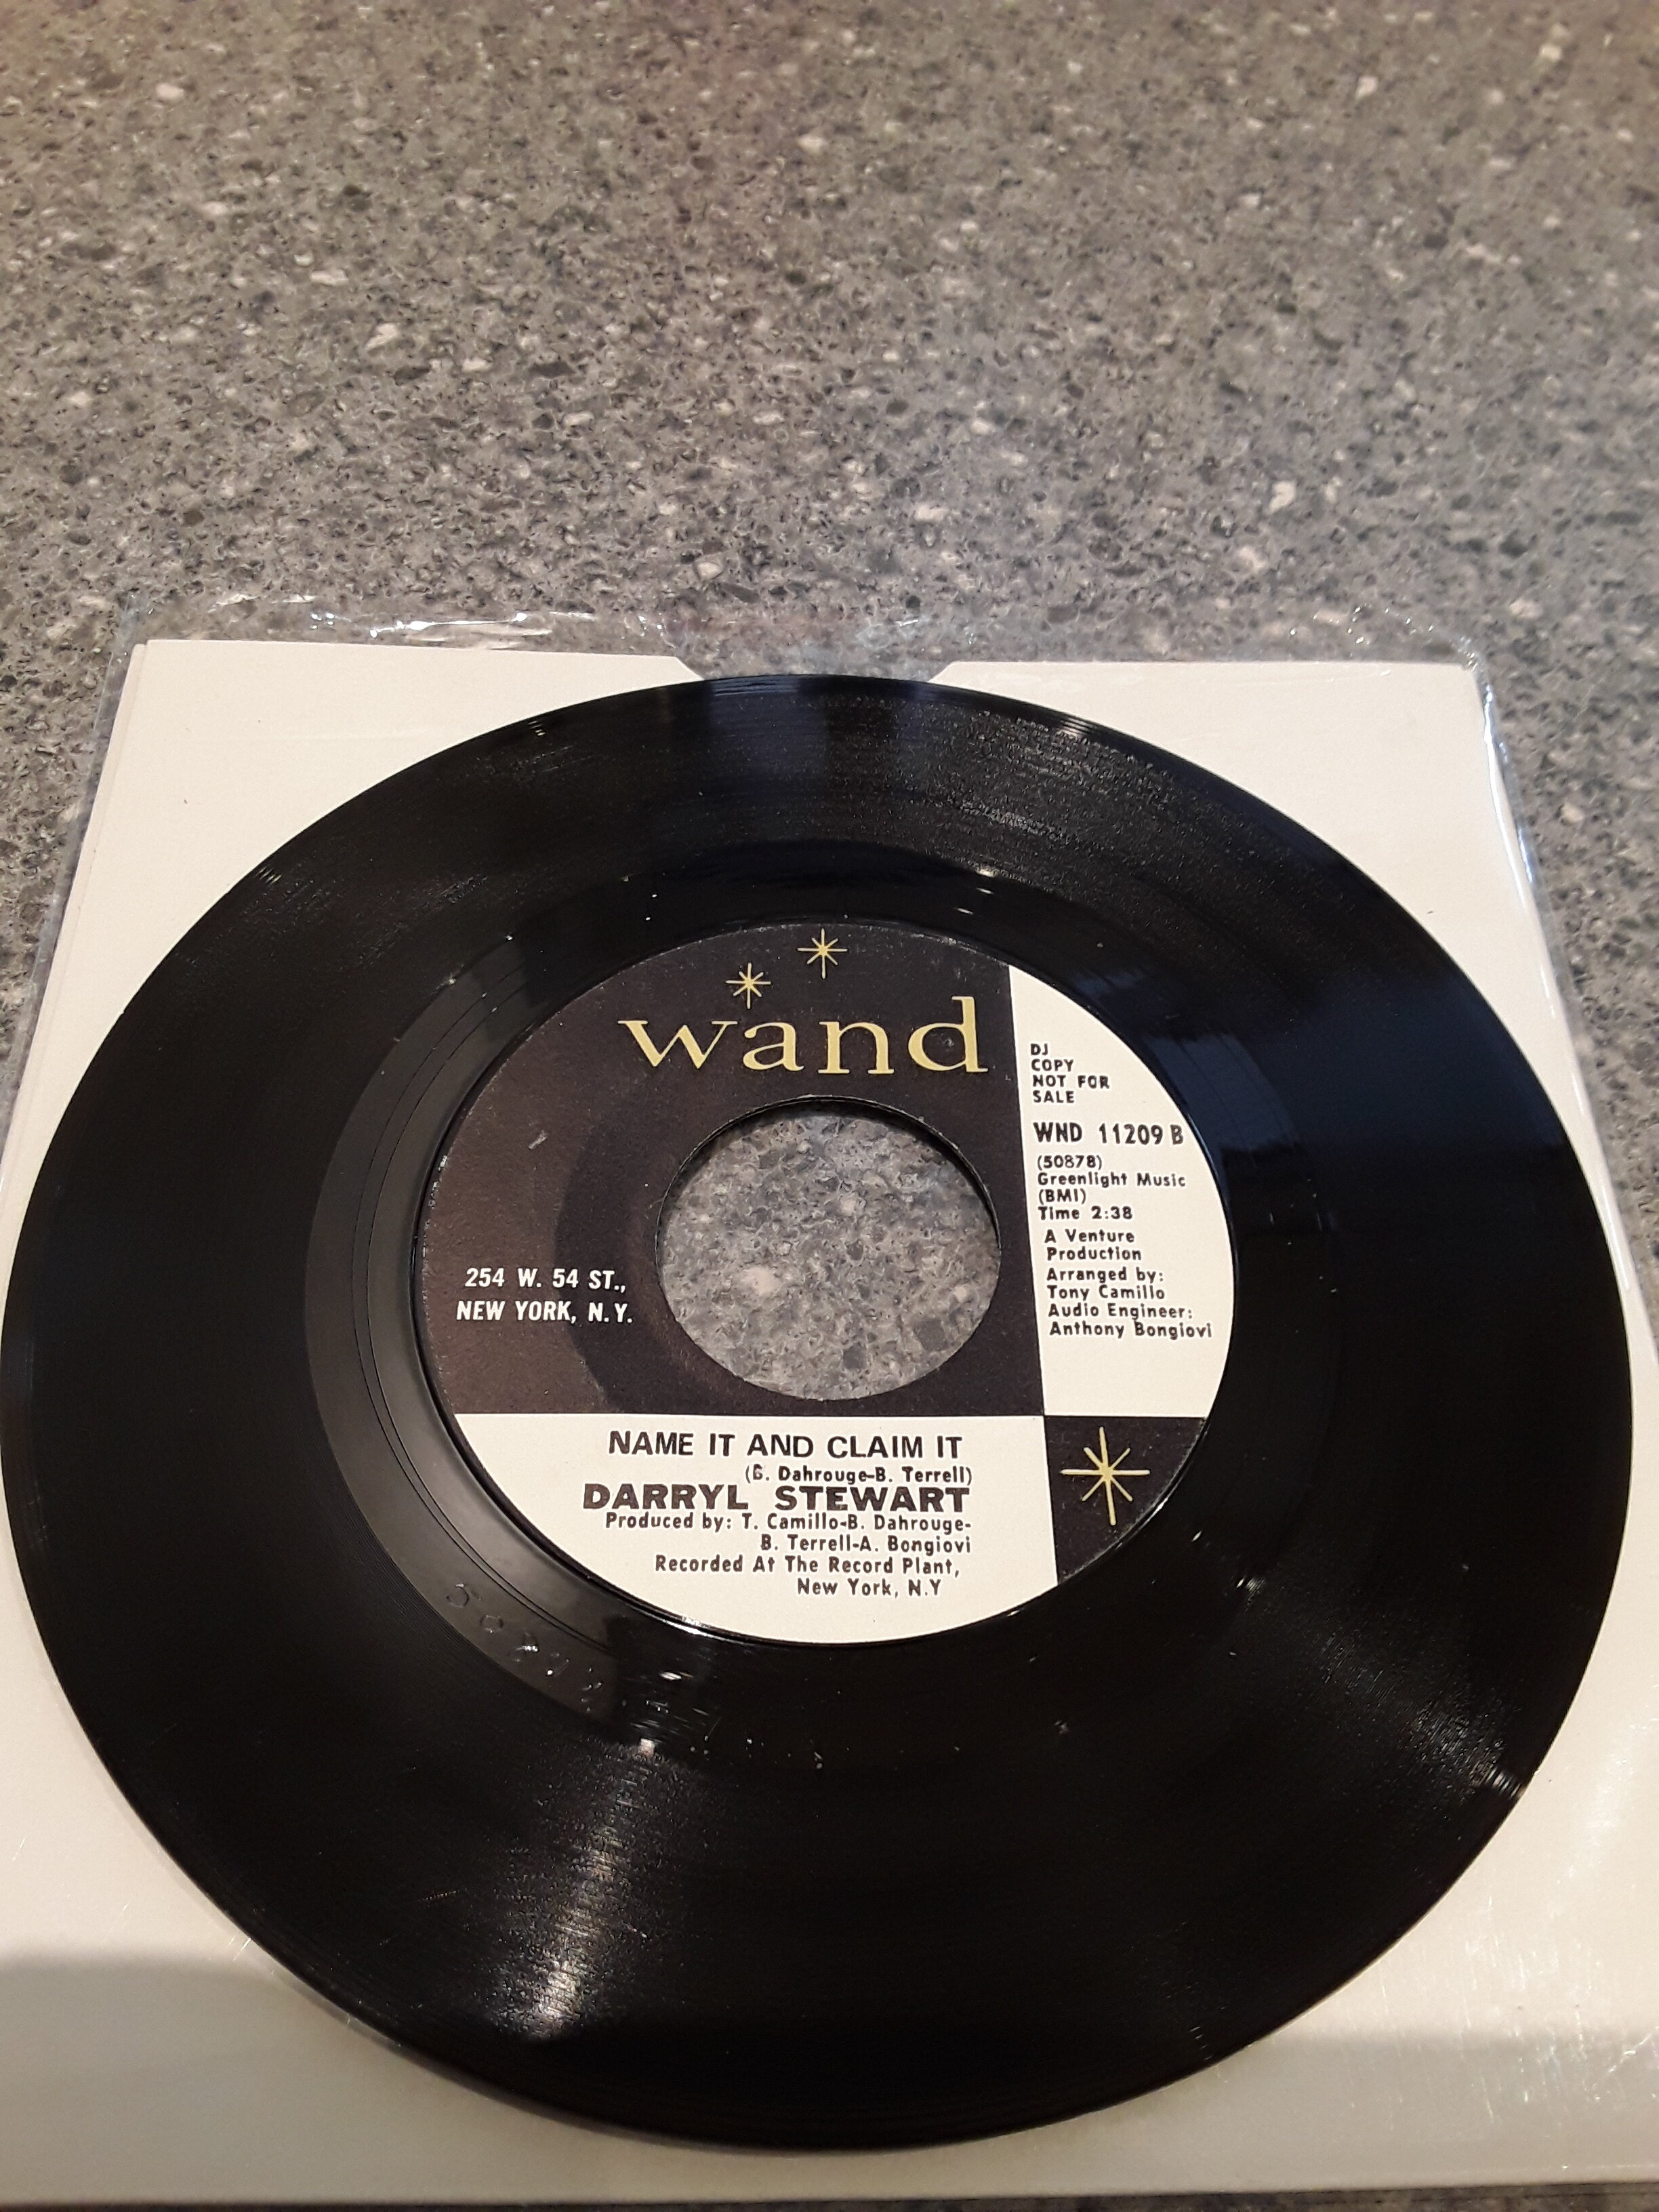 wand
DJ
COPY
NOT FOR
SALE
WND 11209 B
(50878)
Greenlight Music
(BMI)
Time 2:38
A Venture
Production
Arranged by:
Tony Camillo
Audio Engineer:
Anthony Bongiovi
254 W. 54 ST.,
NEW YORK, N.Y.
NAME IT AND CLAIM IT
Dahrouge-B. Terrell)
DARRYL STEWART
Produced by: T. Camillo-B. Dahrouge-
B. Terrell-A. Bongiovi
Recorded At The Record Plant,
New York, N.Y